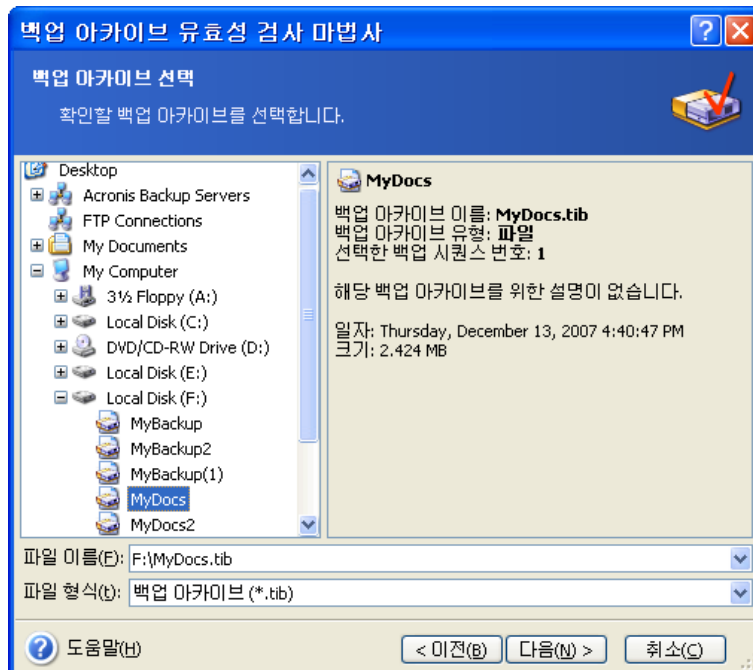 백업 아카이브 유효성 검사 마법사
백업 아카이브 선택
확인할 백업 아카이브를 선택합니다.
Desktop
Acronis Backup Servers
FTP Connections
My Documents
My Computer
3½ Floppy (A:)
Local Disk (C:)
DVD/CD-RW Drive (D:)
Local Disk (E:)
Local Disk (F:)
MyBackup
MyBackup2
MyBackup(1)
MyDocs
MyDocs2
MyDocs
백업 아카이브 이름: MyDocs.tib
백업 아카이브 유형: 파일
선택한 백업 시퀀스 번호: 1
해당 백업 아카이브를 위한 설명이 없습니다.
일자: Thursday, December 13, 2007 4:40:47 PM
크기: 2.424 MB
파일 이름(F): F:\MyDocs.tib
파일 형식(t): 백업 아카이브 (*.tib)
도움말(H)
< 이전(B)
다음(N) >
취소(C)